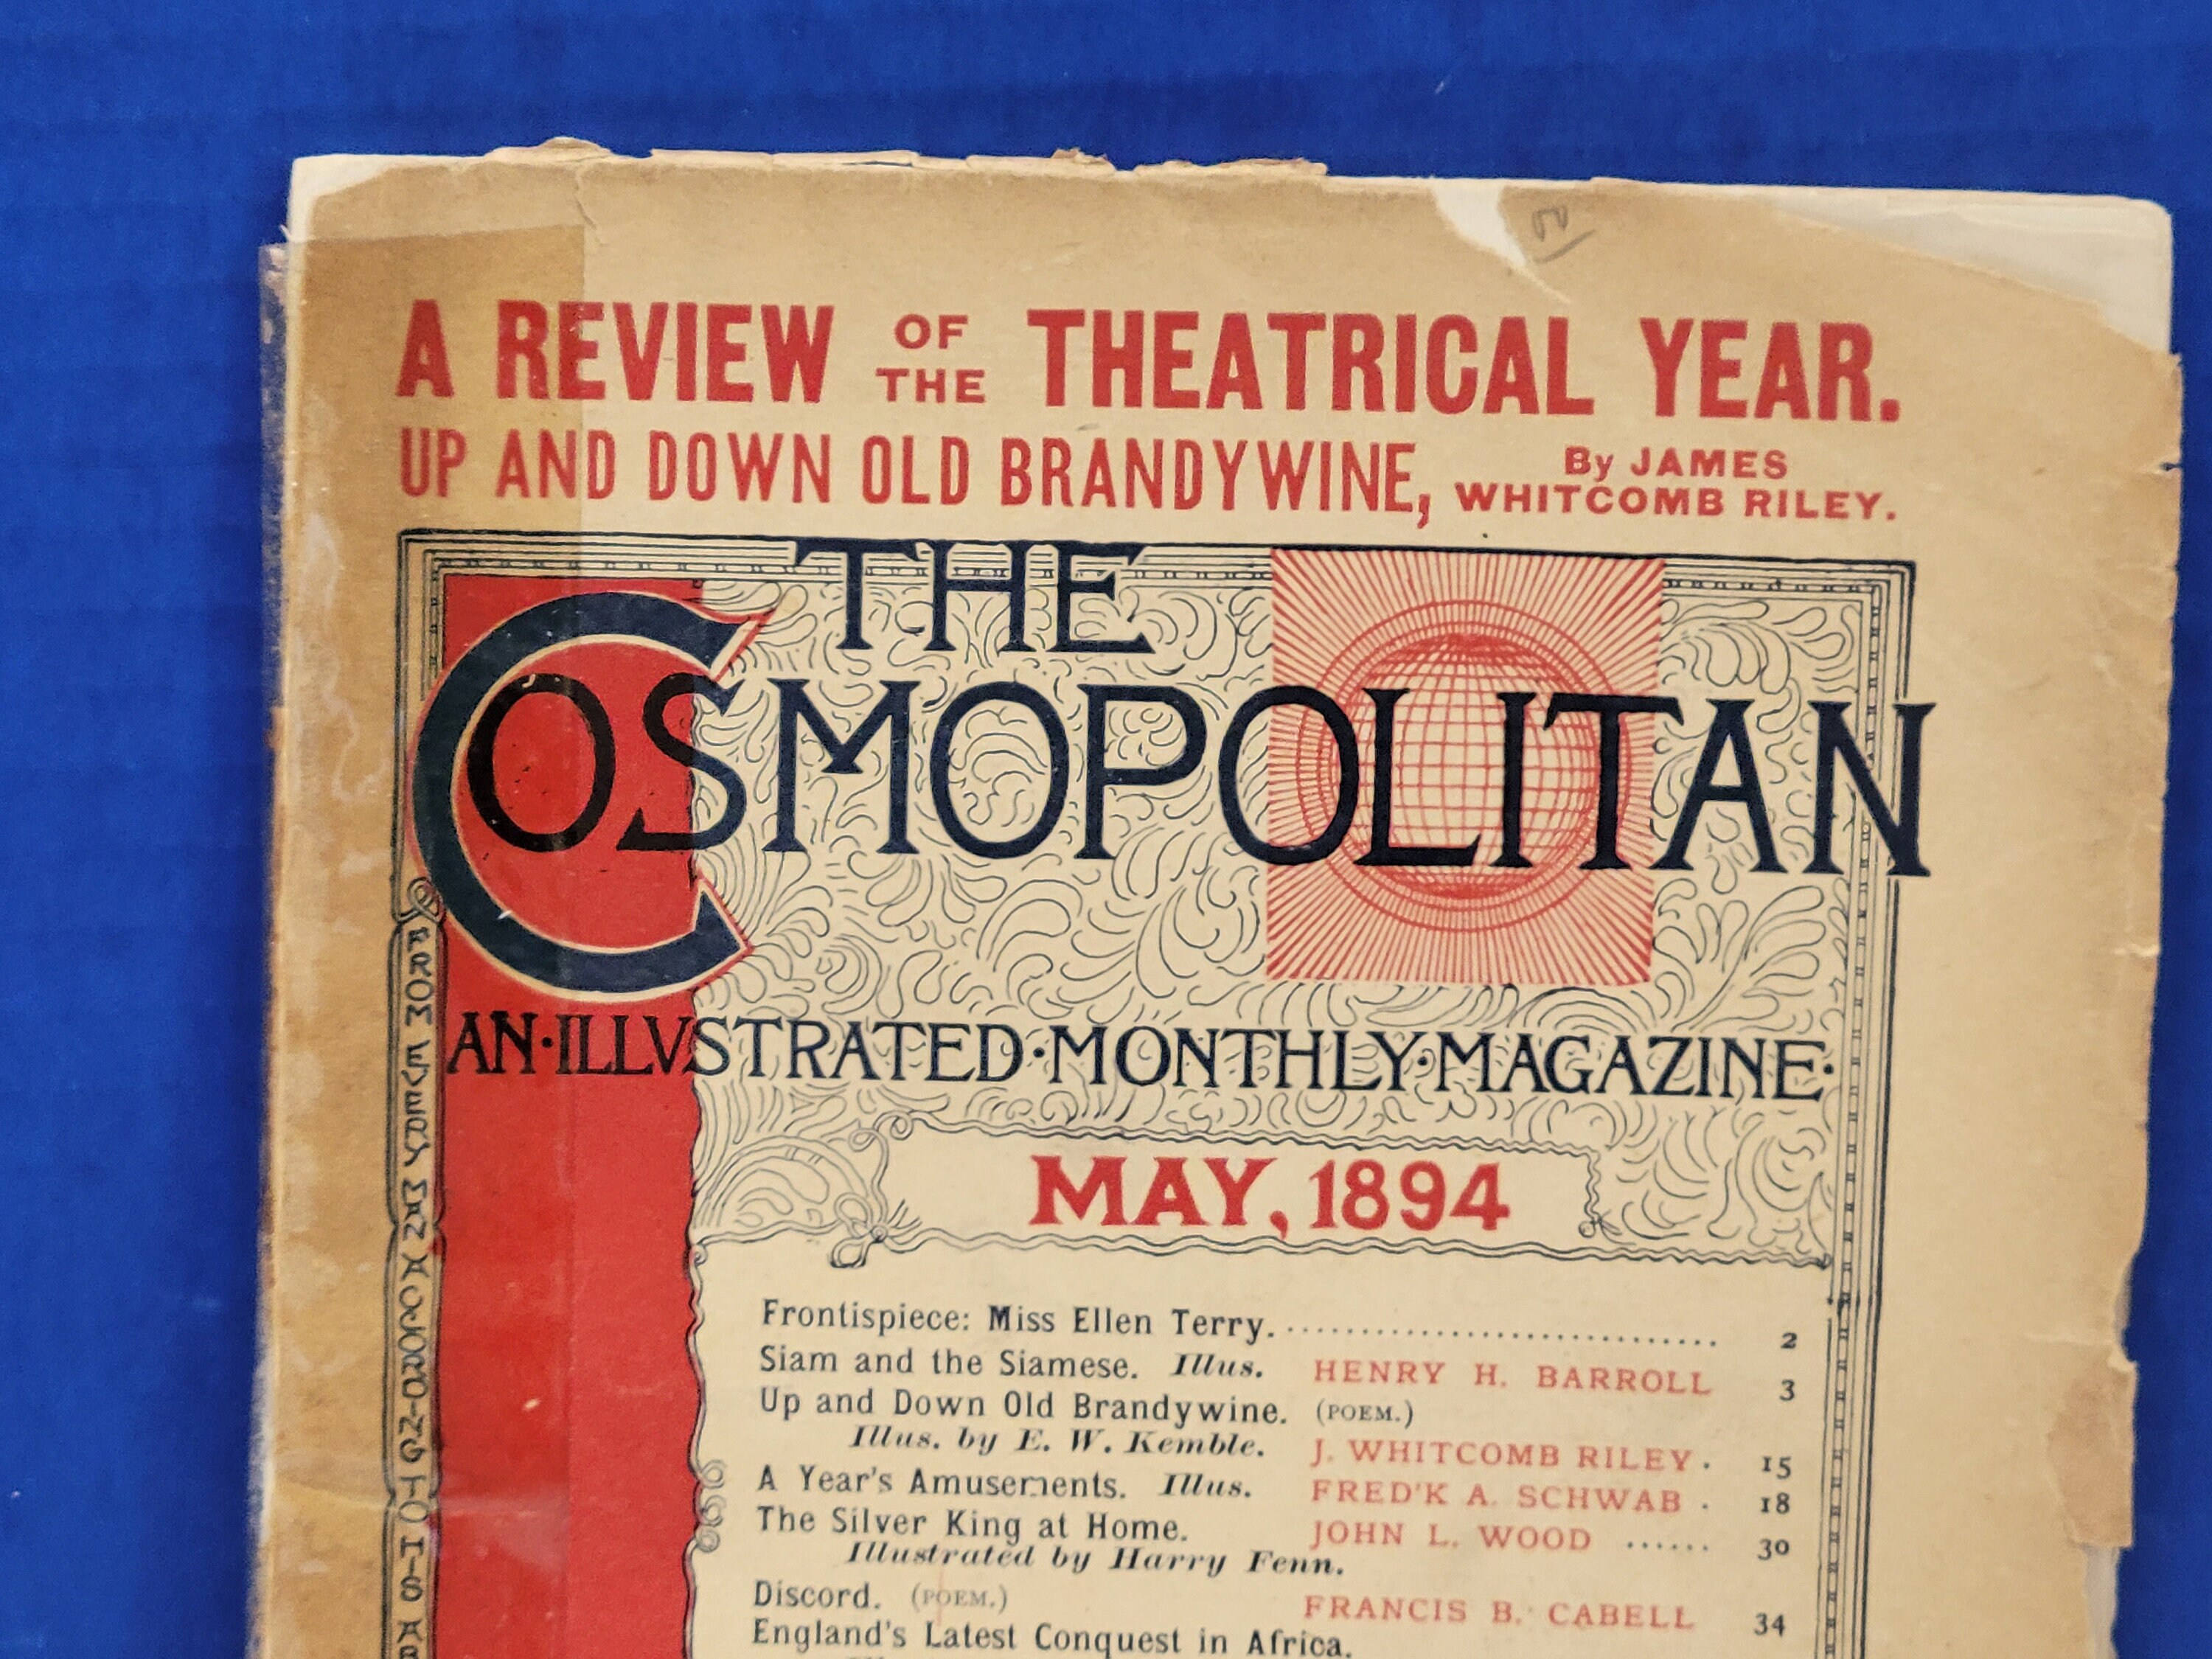 A REVIEW OF THE THEATRICAL YEAR.
UP AND DOWN OLD BRANDYWINE, By JAMES WHITCOMB RILEY.
THE
COSMOPOLITAN
AN·ILLVSTRATED·MONTHLY·MAGAZINE·
MAY, 1894
Frontispiece: Miss Ellen Terry. .............................. 2
Siam and the Siamese. Illus. HENRY H. BARROLL 3
Up and Down Old Brandywine. (POEM.)
Illus. by E. W. Kemble. J. WHITCOMB RILEY . 15
A Year's Amusements. Illus. FRED'K A. SCHWAB . 18
The Silver King at Home. JOHN L. WOOD ...... 30
Illustrated by Harry Fenn.
Discord. (POEM.) FRANCIS B. CABELL 34
England's Latest Conquest in Africa.
FROM EVERY MAN ACCORDING TO HIS